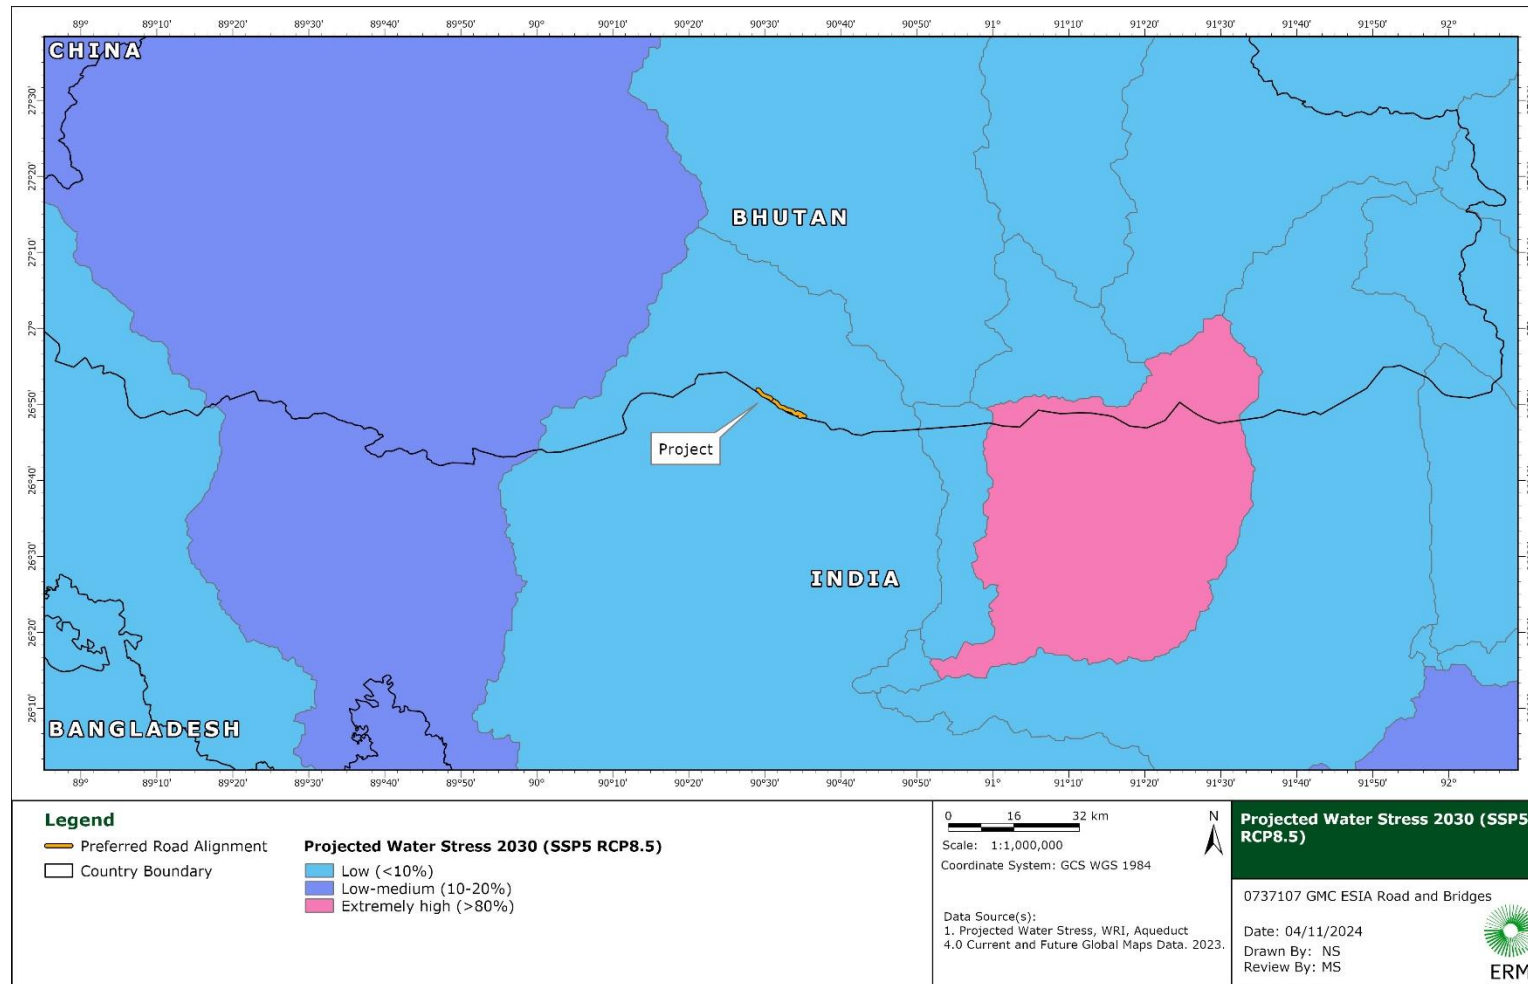 89° 89°10' 89°20' 89°30' 89°40' 89°50' 90° 90°10' 90°20' 90°30' 90°40' 90°50' 91° 91°10' 91°20' 91°30' 91°40' 91°50' 92°
CHINA
27°30'
27°20'
BHUTAN
27°10'
27°
26°50'
Project
26°40'
26°30'
INDIA
26°20'
26°10'
BANGLADESH
89° 89°10' 89°20' 89°30' 89°40' 89°50' 90° 90°10' 90°20' 90°30' 90°40' 90°50' 91° 91°10' 91°20' 91°30' 91°40' 91°50' 92°
Legend
Preferred Road Alignment
Country Boundary
Projected Water Stress 2030 (SSP5 RCP8.5)
Low (<10%)
Low-medium (10-20%)
Extremely high (>80%)
0 16 32 km
N
Scale: 1:1,000,000
Coordinate System: GCS WGS 1984
Data Source(s):
1. Projected Water Stress, WRI, Aqueduct
4.0 Current and Future Global Maps Data. 2023.
Projected Water Stress 2030 (SSP5
RCP8.5)
0737107 GMC ESIA Road and Bridges
Date: 04/11/2024
Drawn By: NS
Review By: MS
ERM